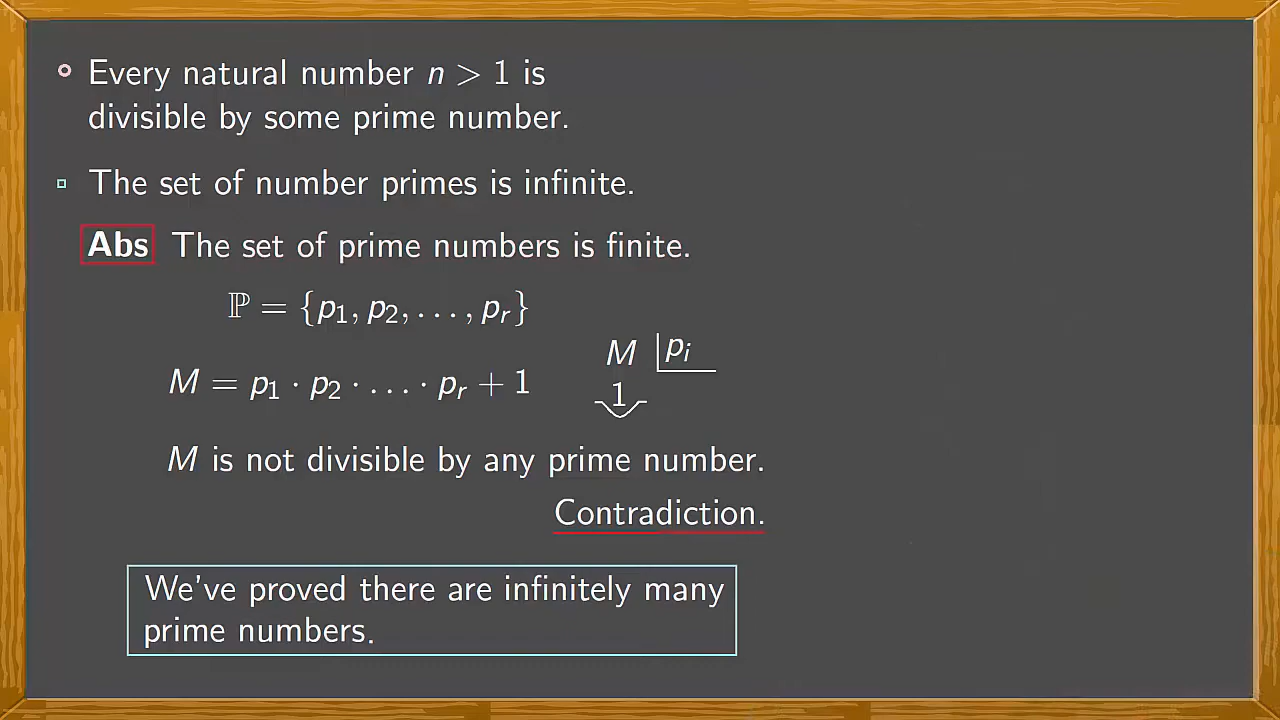 Every natural number n > 1 is
divisible by some prime number.
The set of number primes is infinite.
Abs The set of prime numbers is finite.
ℙ = {p₁, p₂, . . . , pᵣ}
M = p₁ · p₂ · . . . · pᵣ + 1
M pᵢ
1
M is not divisible by any prime number.
Contradiction.
We've proved there are infinitely many
prime numbers.